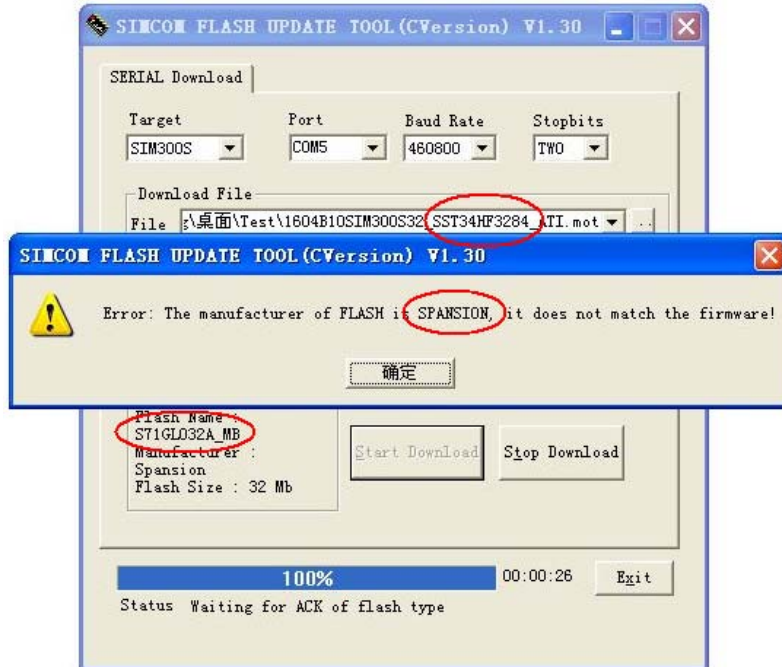 SIMCOM FLASH UPDATE TOOL(CVersion) V1.30
SERIAL Download
Target Port Baud Rate Stopbits
SIM300S COM5 460800 TWO
Download File
File 桌面\Test\1604B10SIM300S32_SST34HF3284_ATI.mot ..
SIMCOM FLASH UPDATE TOOL(CVersion) V1.30
Error: The manufacturer of FLASH is SPANSION, it does not match the firmware!
确定
Flash Name :
S71GL032A_MB
Manufacturer :
Spansion
Flash Size : 32 Mb
Start Download Stop Download
100% 00:00:26 Exit
Status Waiting for ACK of flash type